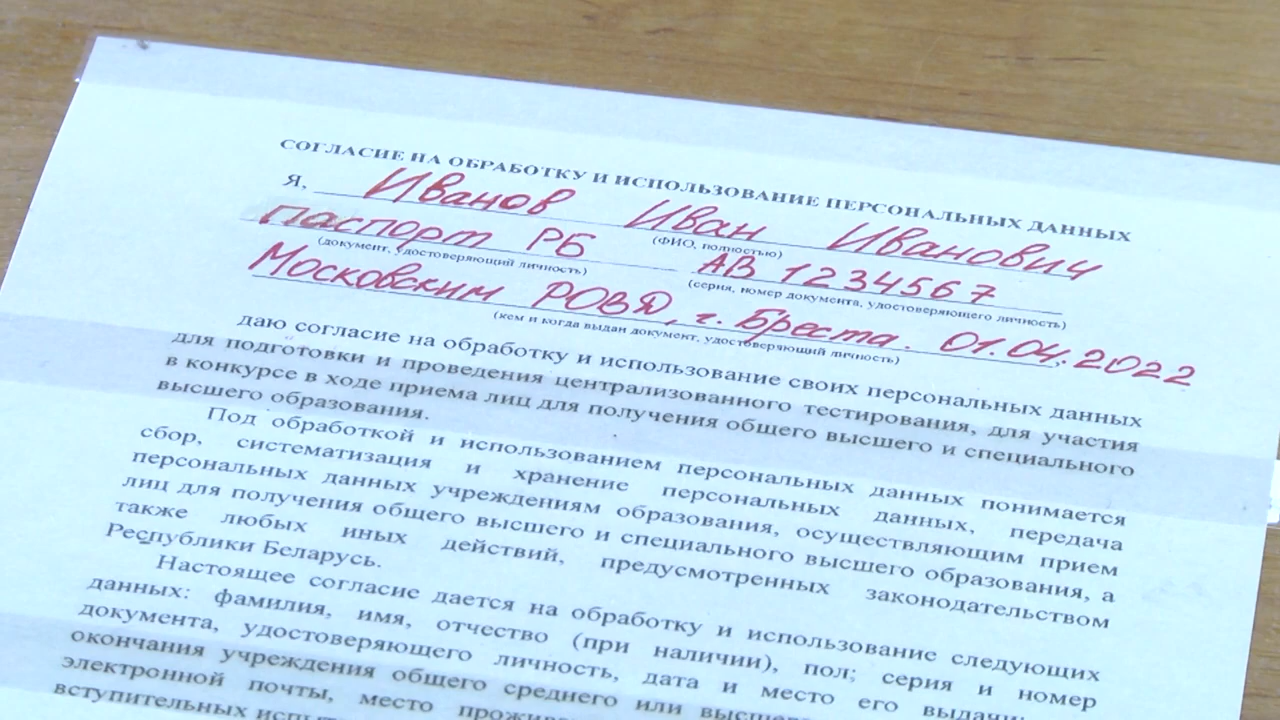 СОГЛАСИЕ НА ОБРАБОТКУ И ИСПОЛЬЗОВАНИЕ ПЕРСОНАЛЬНЫХ ДАННЫХ
Я, Иванов Иван Иванович
(ФИО, полностью)
Паспорт РБ АВ 1234567
(документ, удостоверяющий личность) (серия, номер документа, удостоверяющего личность)
Московским РОВД, г. Бреста. 01.04.2022
(кем и когда выдан документ, удостоверяющий личность)
даю согласие на обработку и использование своих персональных данных
для подготовки и проведения централизованного тестирования, для участия
в конкурсе в ходе приема лиц для получения общего высшего и специального
высшего образования.
Под обработкой и использованием персональных данных понимается
сбор, систематизация и хранение персональных данных, передача
персональных данных учреждениям образования, осуществляющим прием
лиц для получения общего высшего и специального высшего образования, а
также любых иных действий, предусмотренных законодательством
Республики Беларусь.
Настоящее согласие дается на обработку и использование следующих
данных: фамилия, имя, отчество (при наличии), пол; серия и номер
документа, удостоверяющего личность, дата и место его выдачи;
окончания учреждения общего среднего или
электронной почты, место
вступительных